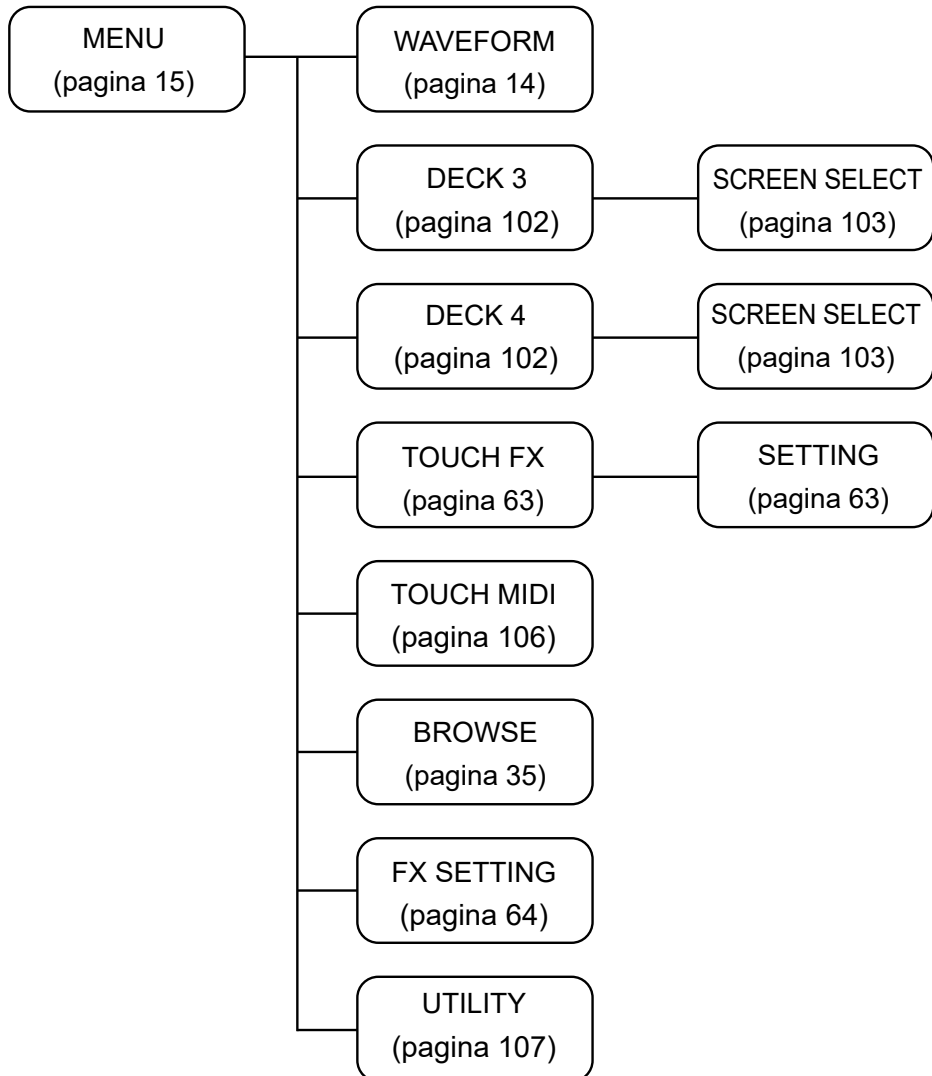 MENU
(pagina 15)
WAVEFORM
(pagina 14)
DECK 3
(pagina 102)
SCREEN SELECT
(pagina 103)
DECK 4
(pagina 102)
SCREEN SELECT
(pagina 103)
TOUCH FX
(pagina 63)
SETTING
(pagina 63)
TOUCH MIDI
(pagina 106)
BROWSE
(pagina 35)
FX SETTING
(pagina 64)
UTILITY
(pagina 107)